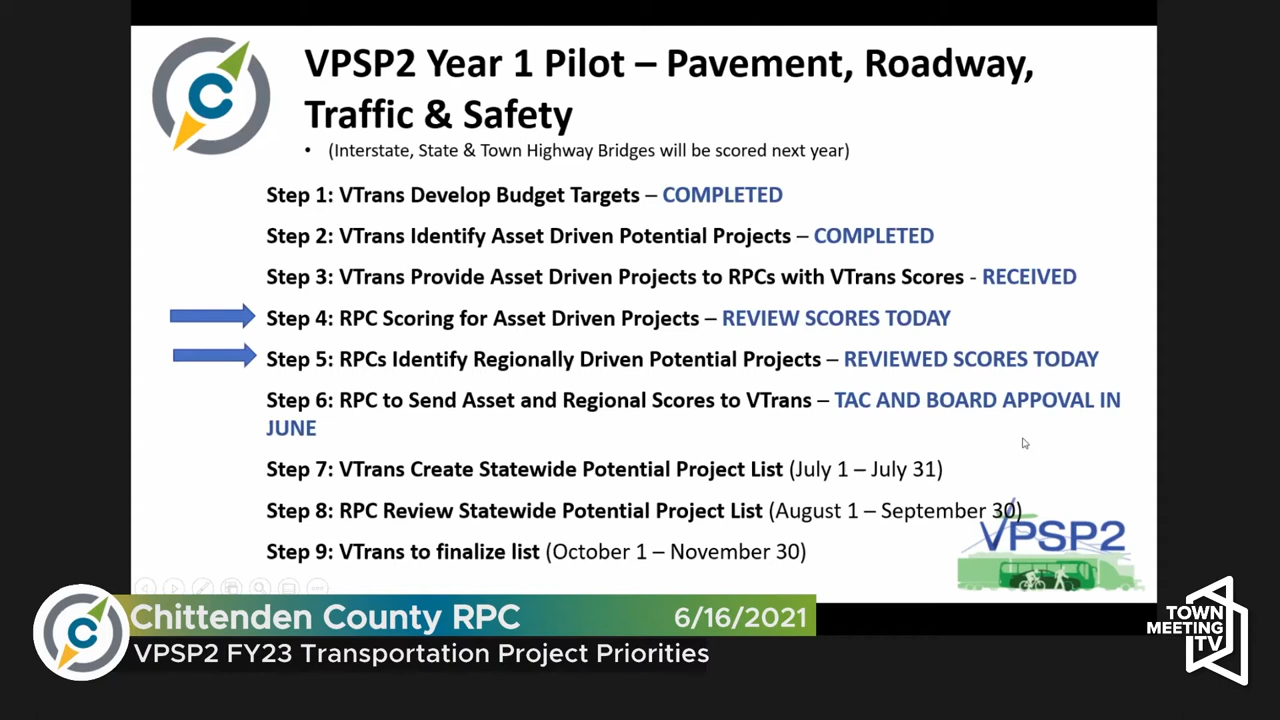 VPSP2 Year 1 Pilot – Pavement, Roadway,
Traffic & Safety
• (Interstate, State & Town Highway Bridges will be scored next year)
Step 1: VTrans Develop Budget Targets – COMPLETED
Step 2: VTrans Identify Asset Driven Potential Projects – COMPLETED
Step 3: VTrans Provide Asset Driven Projects to RPCs with VTrans Scores - RECEIVED
Step 4: RPC Scoring for Asset Driven Projects – REVIEW SCORES TODAY
Step 5: RPCs Identify Regionally Driven Potential Projects – REVIEWED SCORES TODAY
Step 6: RPC to Send Asset and Regional Scores to VTrans – TAC AND BOARD APPOVAL IN
JUNE
Step 7: VTrans Create Statewide Potential Project List (July 1 – July 31)
Step 8: RPC Review Statewide Potential Project List (August 1 – September 30)
VPSP2
Step 9: VTrans to finalize list (October 1 – November 30)
Chittenden County RPC 6/16/2021
VPSP2 FY23 Transportation Project Priorities
TOWN
MEETING
TV
C
C